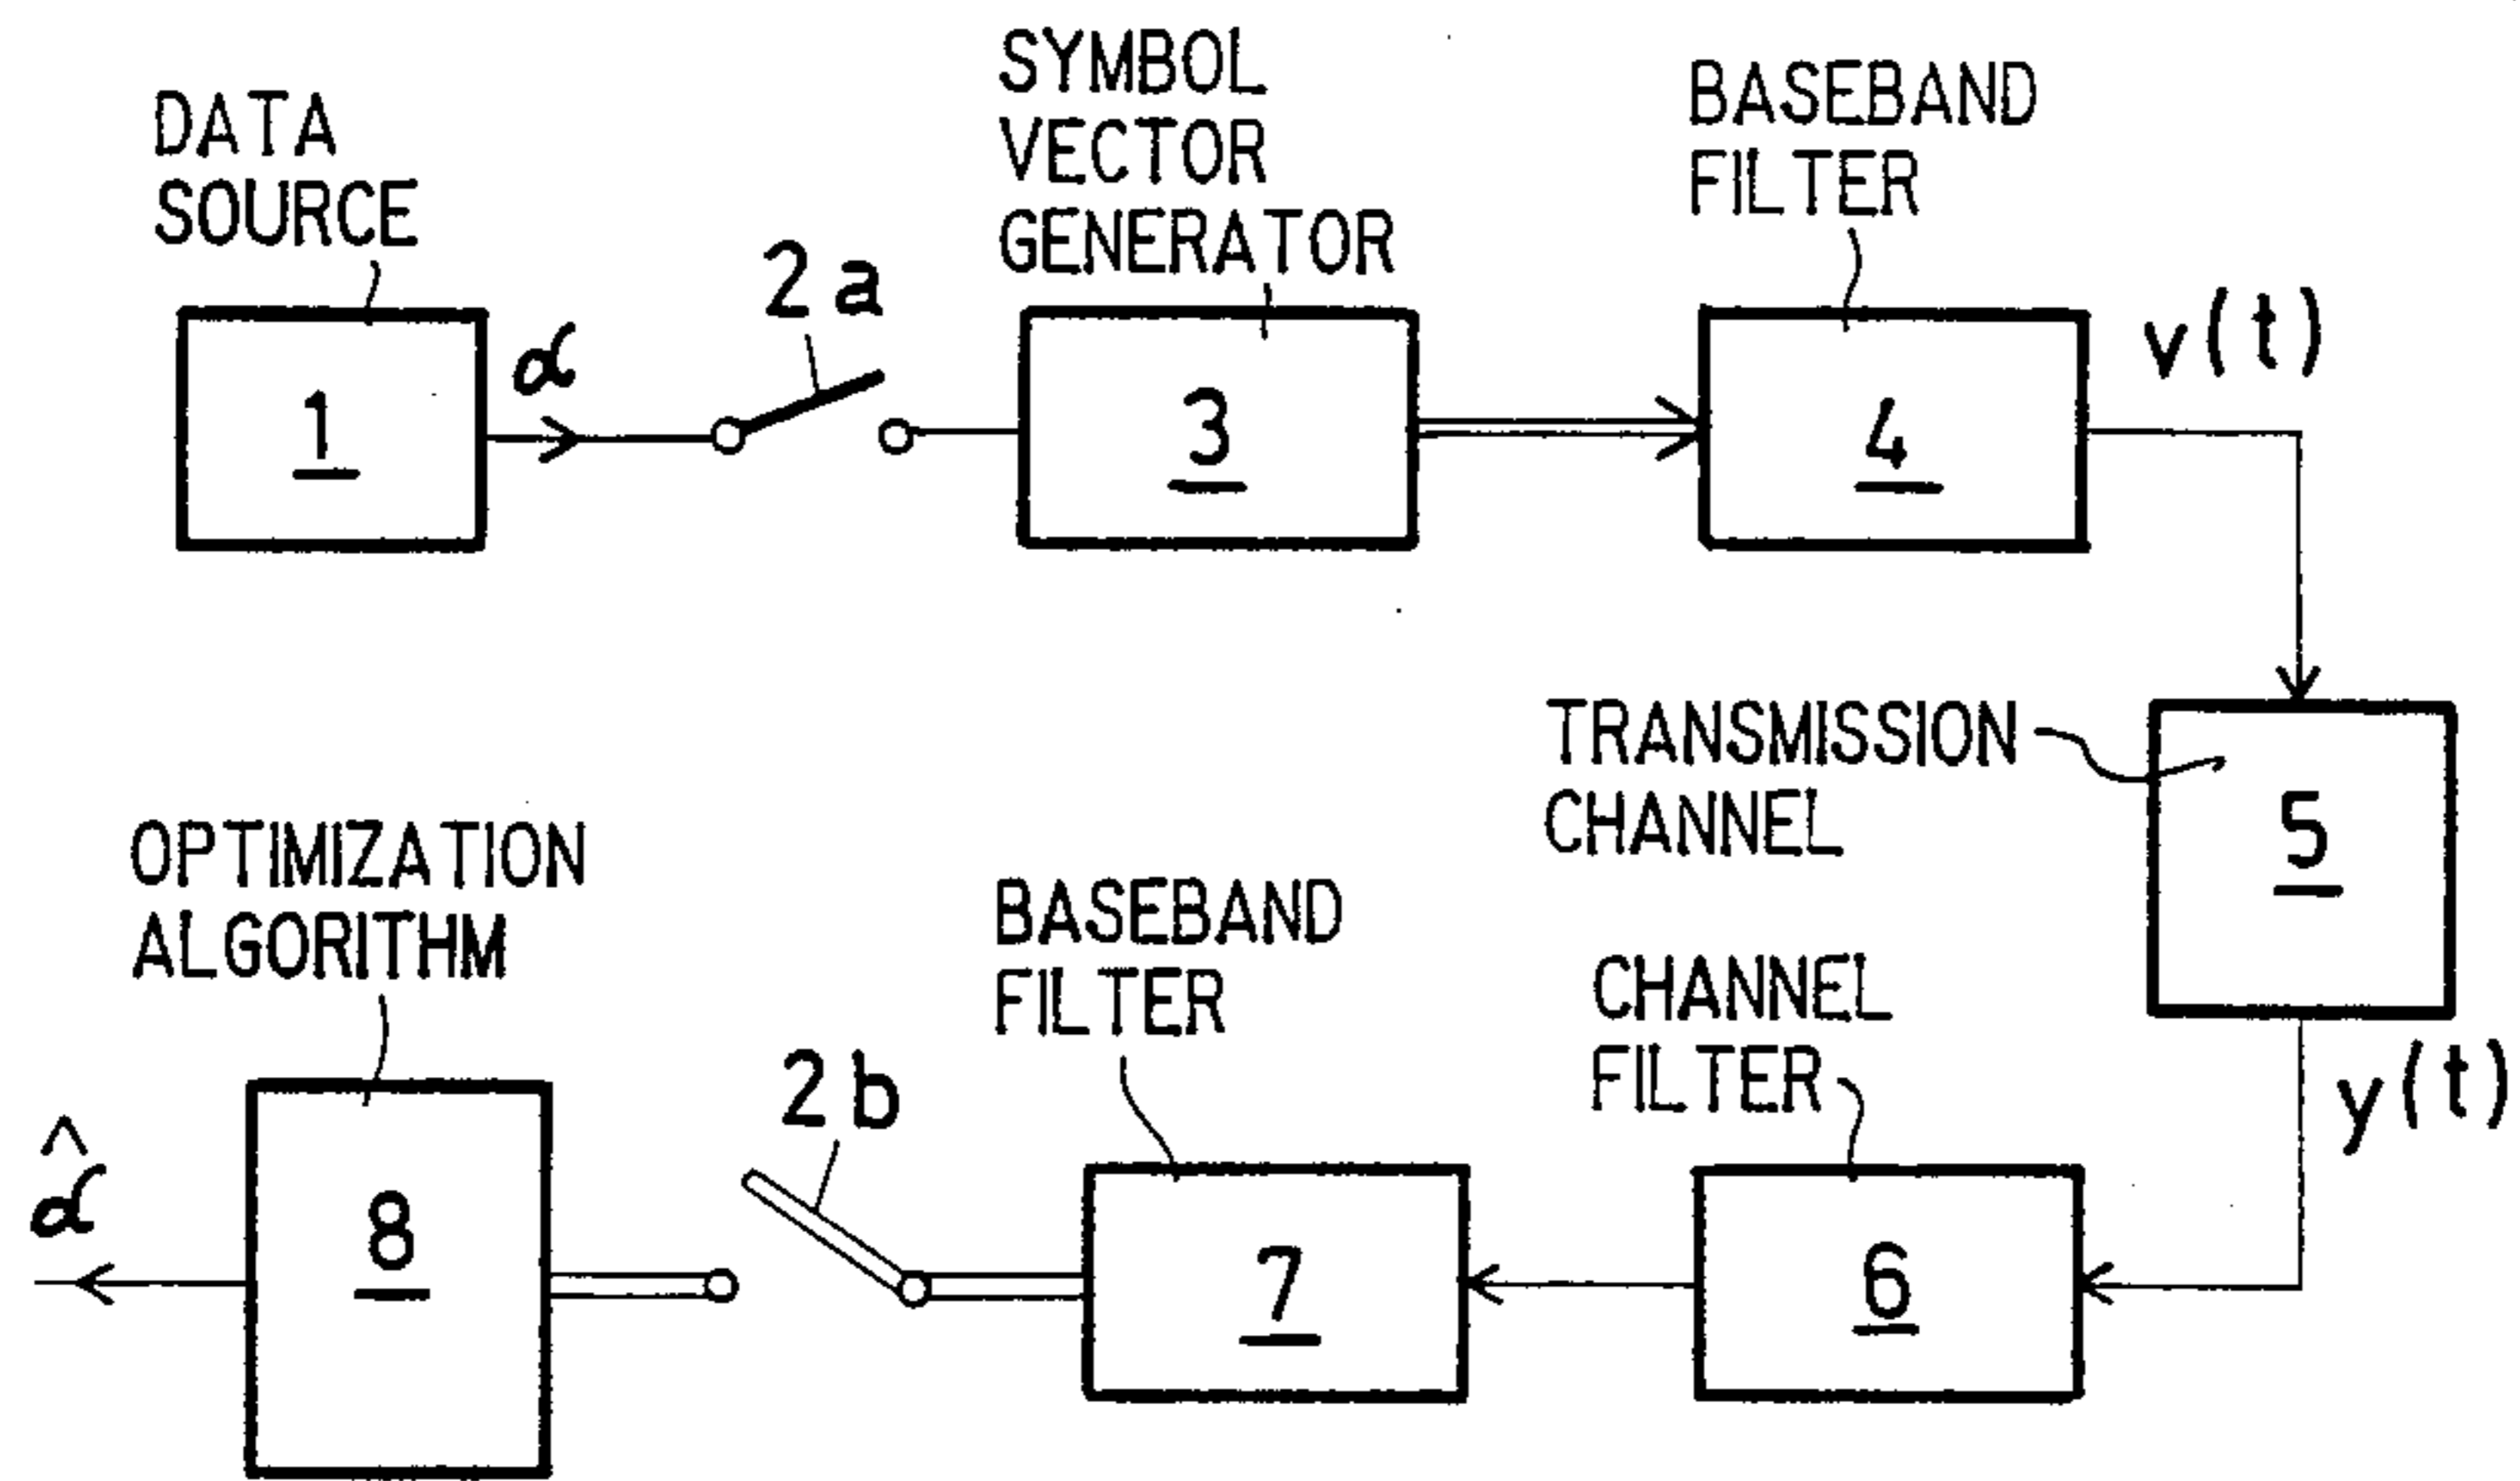 DATA
SOURCE
1
α
2a
SYMBOL
VECTOR
GENERATOR
3
BASEBAND
FILTER
4
v(t)
TRANSMISSION
CHANNEL
5
y(t)
CHANNEL
FILTER
6
BASEBAND
FILTER
7
2b
OPTIMIZATION
ALGORITHM
8
α̂